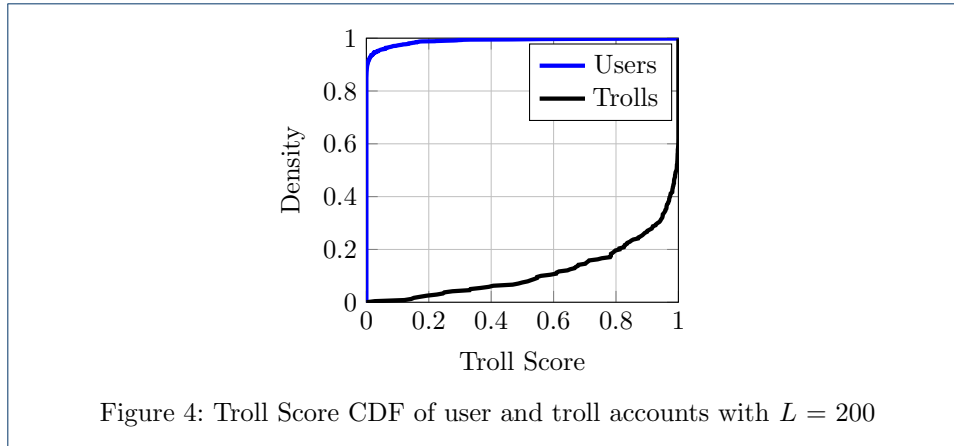 1
0.8
0.6
0.4
0.2
0
Density
Users
Trolls
0 0.2 0.4 0.6 0.8 1
Troll Score
Figure 4: Troll Score CDF of user and troll accounts with L = 200